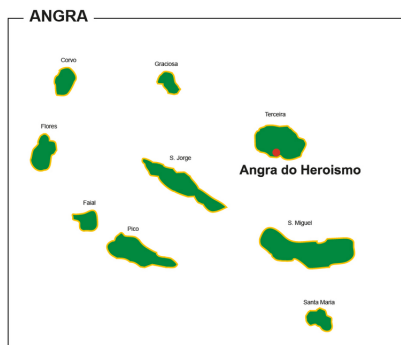 ANGRA
Corvo
Graciosa
Terceira
Flores
S. Jorge
Angra do Heroismo
Faial
Pico
S. Miguel
Santa Maria